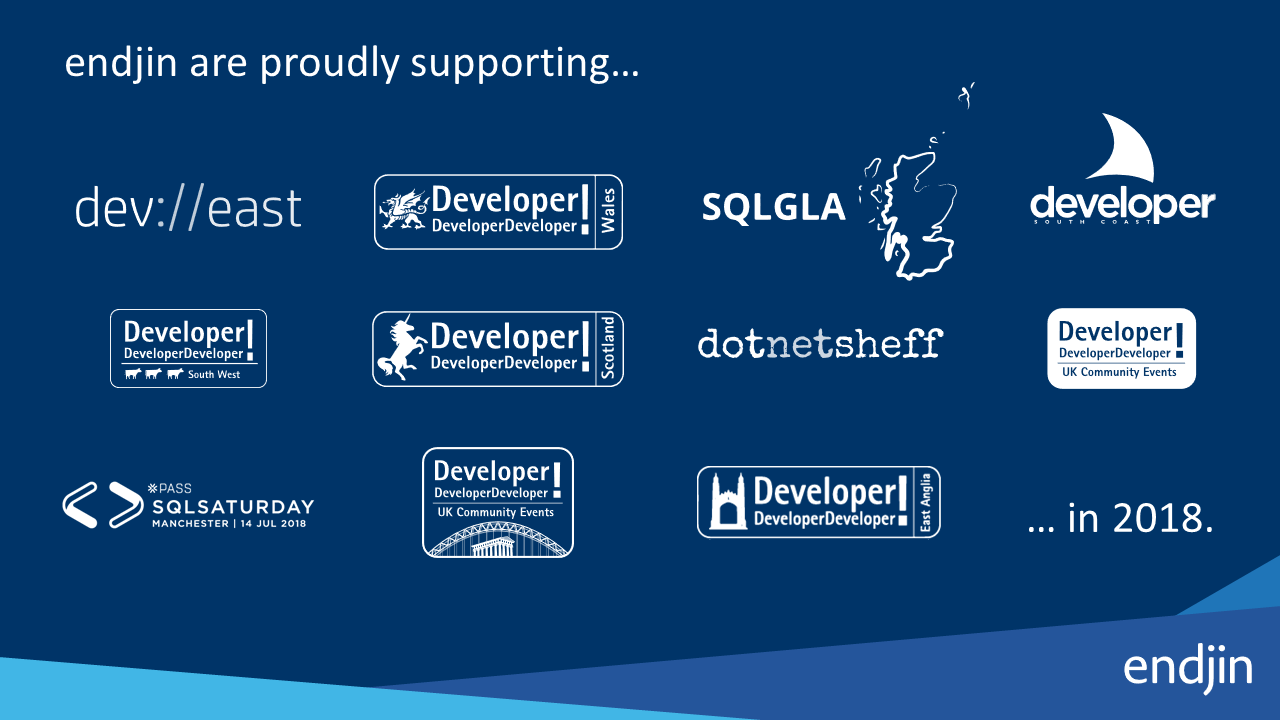 endjin are proudly supporting...
dev://east
Developer!
DeveloperDeveloper
Wales
SQLGLA
developer
SOUTH COAST
Developer!
DeveloperDeveloper
South West
Developer!
DeveloperDeveloper
Scotland
dotnetsheff
Developer!
DeveloperDeveloper
UK Community Events
PASS
SQLSATURDAY
MANCHESTER | 14 JUL 2018
Developer!
DeveloperDeveloper
UK Community Events
Developer!
DeveloperDeveloper
East Anglia
... in 2018.
endjin